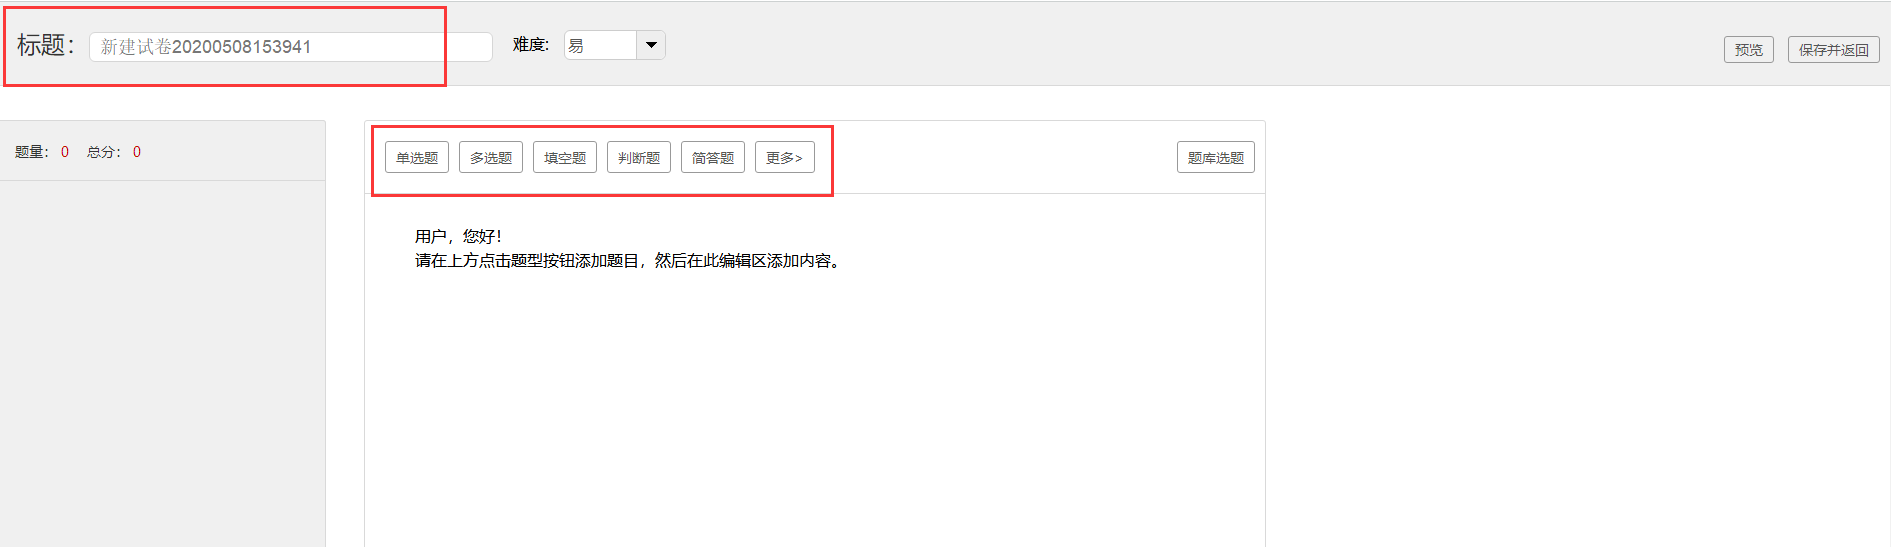 标题： 新建试卷20200508153941 难度: 易 预览 保存并返回
题量： 0 总分： 0
单选题 多选题 填空题 判断题 简答题 更多> 题库选题
用户，您好！
请在上方点击题型按钮添加题目，然后在此编辑区添加内容。